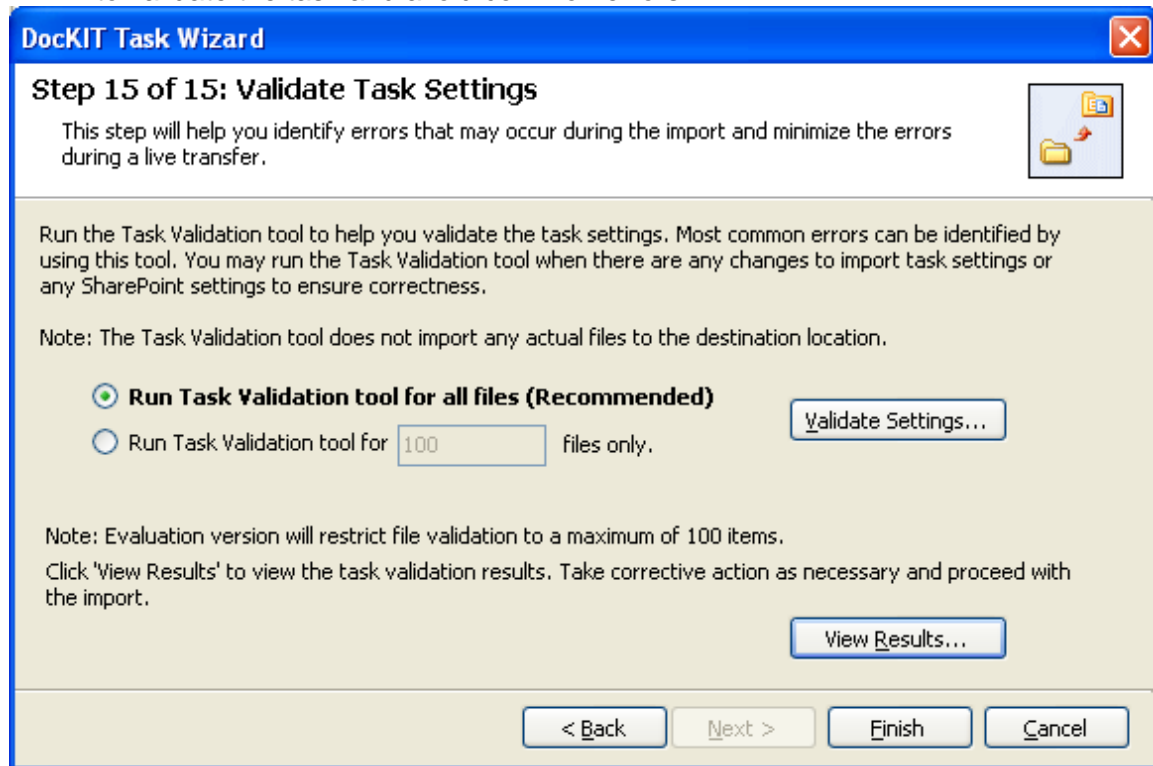 DocKIT Task Wizard
Step 15 of 15: Validate Task Settings
This step will help you identify errors that may occur during the import and minimize the errors
during a live transfer.
Run the Task Validation tool to help you validate the task settings. Most common errors can be identified by
using this tool. You may run the Task Validation tool when there are any changes to import task settings or
any SharePoint settings to ensure correctness.
Note: The Task Validation tool does not import any actual files to the destination location.
Run Task Validation tool for all files (Recommended)
Validate Settings...
Run Task Validation tool for 100 files only.
Note: Evaluation version will restrict file validation to a maximum of 100 items.
Click 'View Results' to view the task validation results. Take corrective action as necessary and proceed with
the import.
View Results...
< Back Next > Finish Cancel